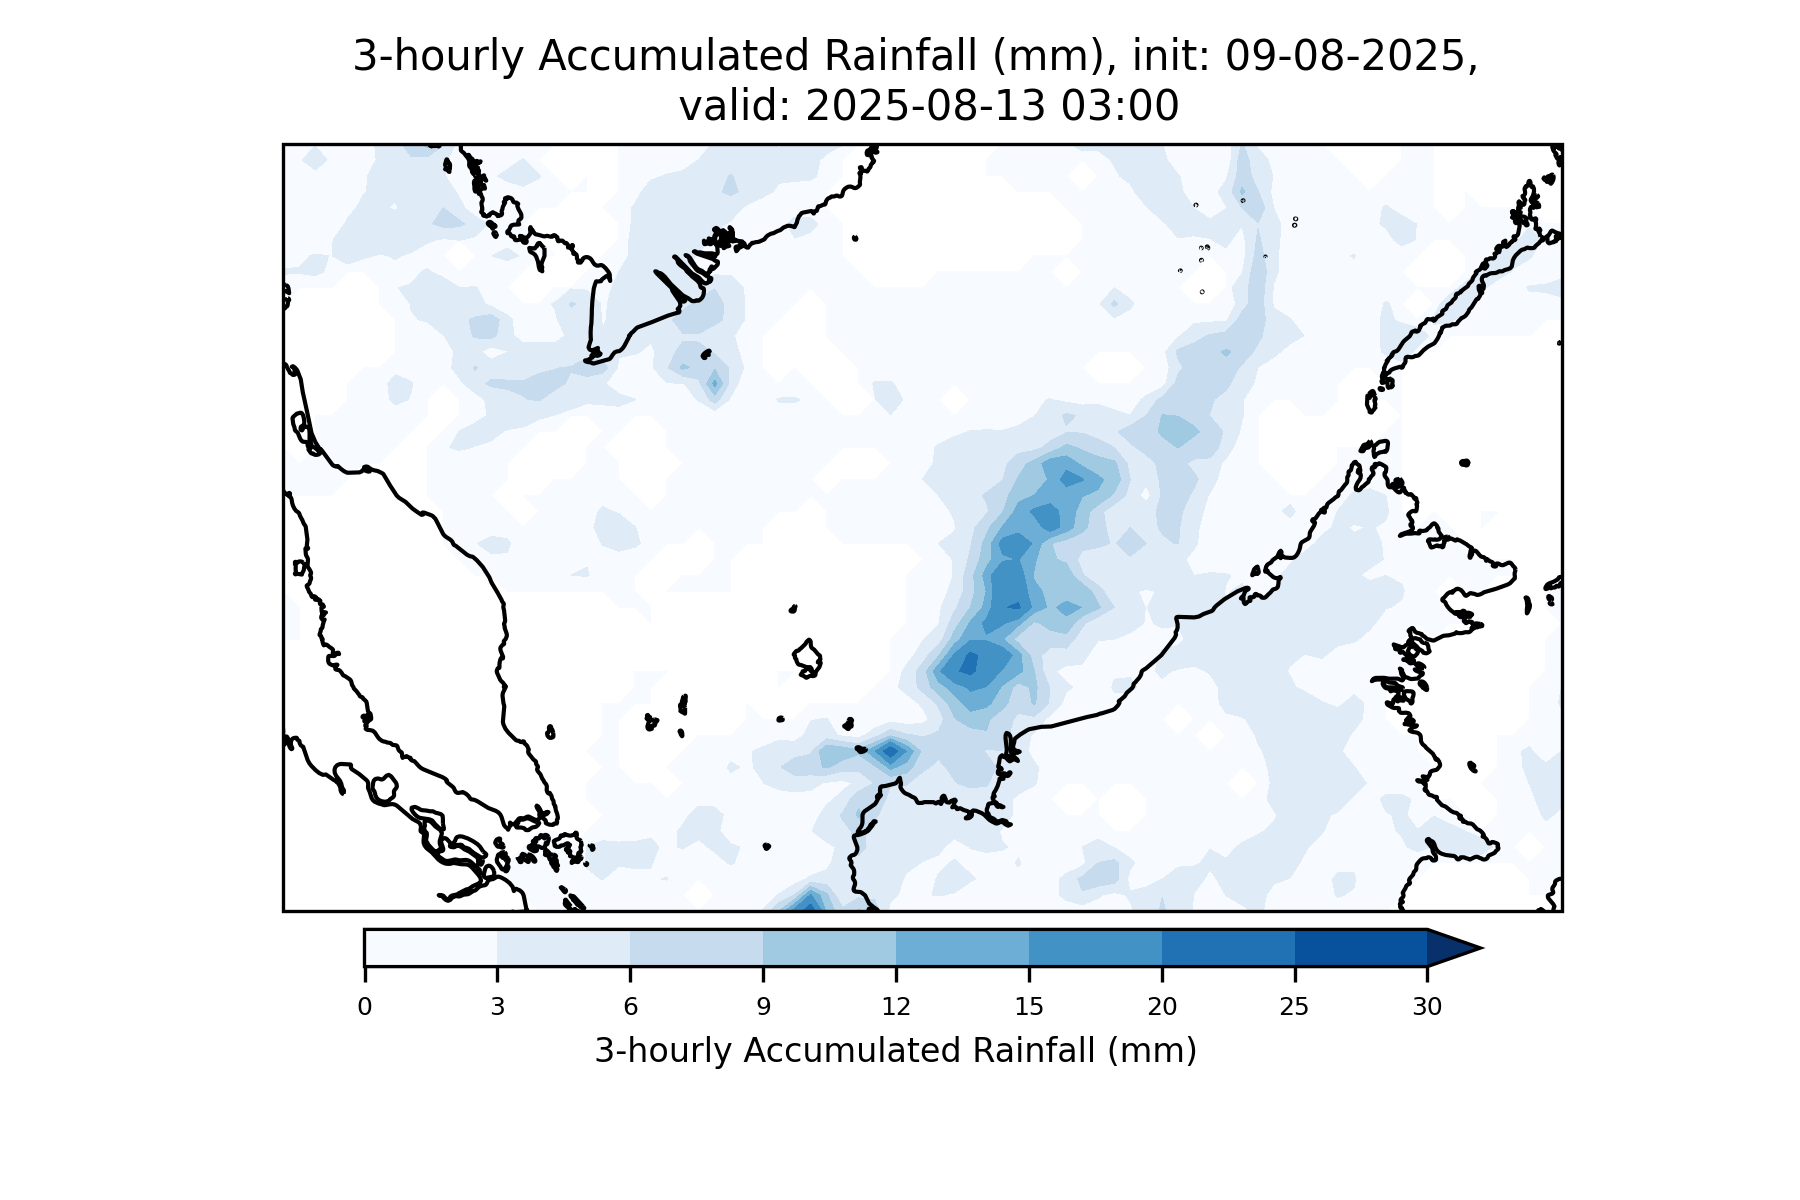 3-hourly Accumulated Rainfall (mm), init: 09-08-2025,
valid: 2025-08-13 03:00
0 3 6 9 12 15 20 25 30
3-hourly Accumulated Rainfall (mm)